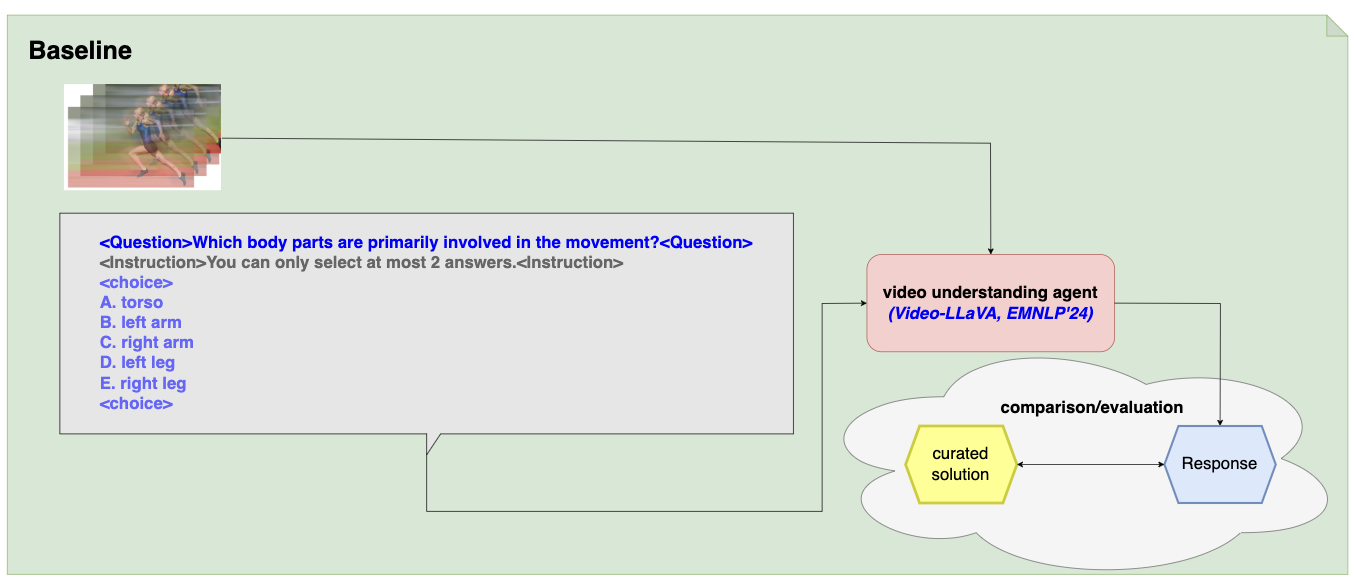 Baseline
<Question>Which body parts are primarily involved in the movement?<Question>
<Instruction>You can only select at most 2 answers.<Instruction>
<choice>
A. torso
B. left arm
C. right arm
D. left leg
E. right leg
<choice>
video understanding agent
(Video-LLaVA, EMNLP'24)
comparison/evaluation
curated
solution
Response